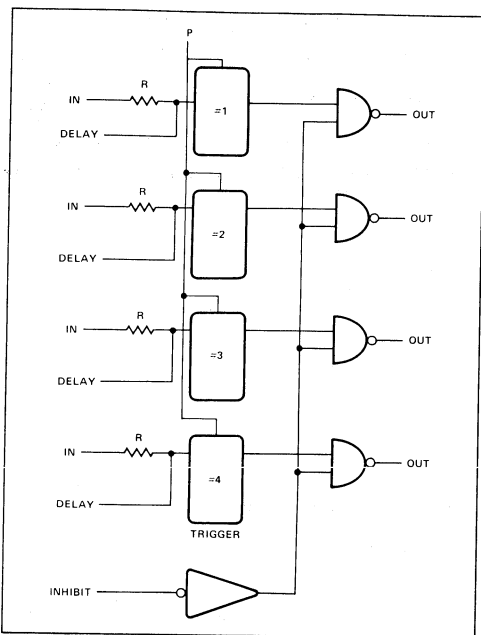 P
R
IN
=1
OUT
DELAY
R
IN
=2
OUT
DELAY
R
IN
=3
OUT
DELAY
R
IN
=4
OUT
DELAY
TRIGGER
INHIBIT